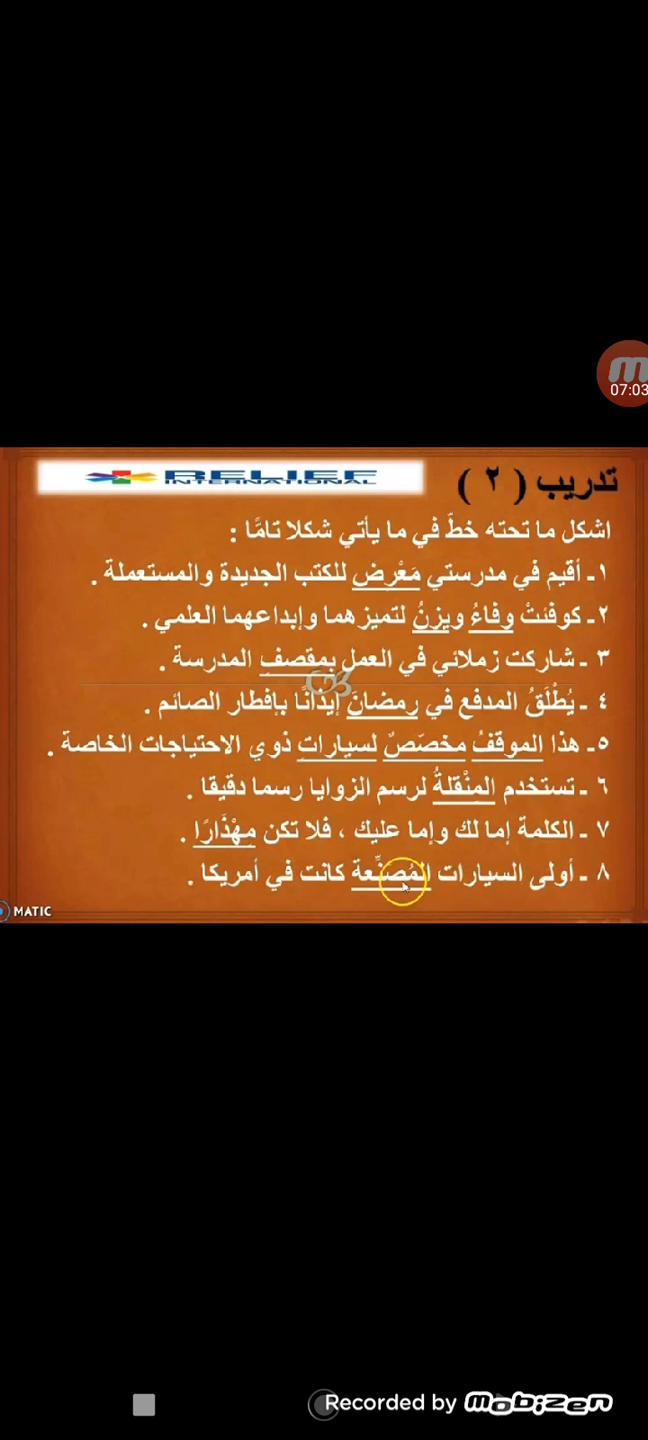 07:03
RELIEF
INTERNATIONAL
تدريب ( ٢ )
اشكل ما تحته خطّ في ما يأتي شكلا تامًّا :
١- أقيم في مدرستي مَعْرِض للكتب الجديدة والمستعملة .
٢- كوفئتْ وفاءُ ويزنُ لتميزهما وإبداعهما العلمي .
٣ - شاركت زملائي في العمل بمقصفِ المدرسة .
٤ - يُطْلَقُ المدفع في رمضانَ إيذانًا بإفطار الصائم .
٥- هذا الموقفُ مخصَصٌ لسياراتِ ذوي الاحتياجات الخاصة .
٦ - تستخدم المِنْقلةُ لرسم الزوايا رسما دقيقا .
٧ - الكلمة إما لك وإما عليك ، فلا تكن مِهْذَارًا .
٨ - أولى السيارات المُصنِّعة كانت في أمريكا .
MATIC
Recorded by Mobizen